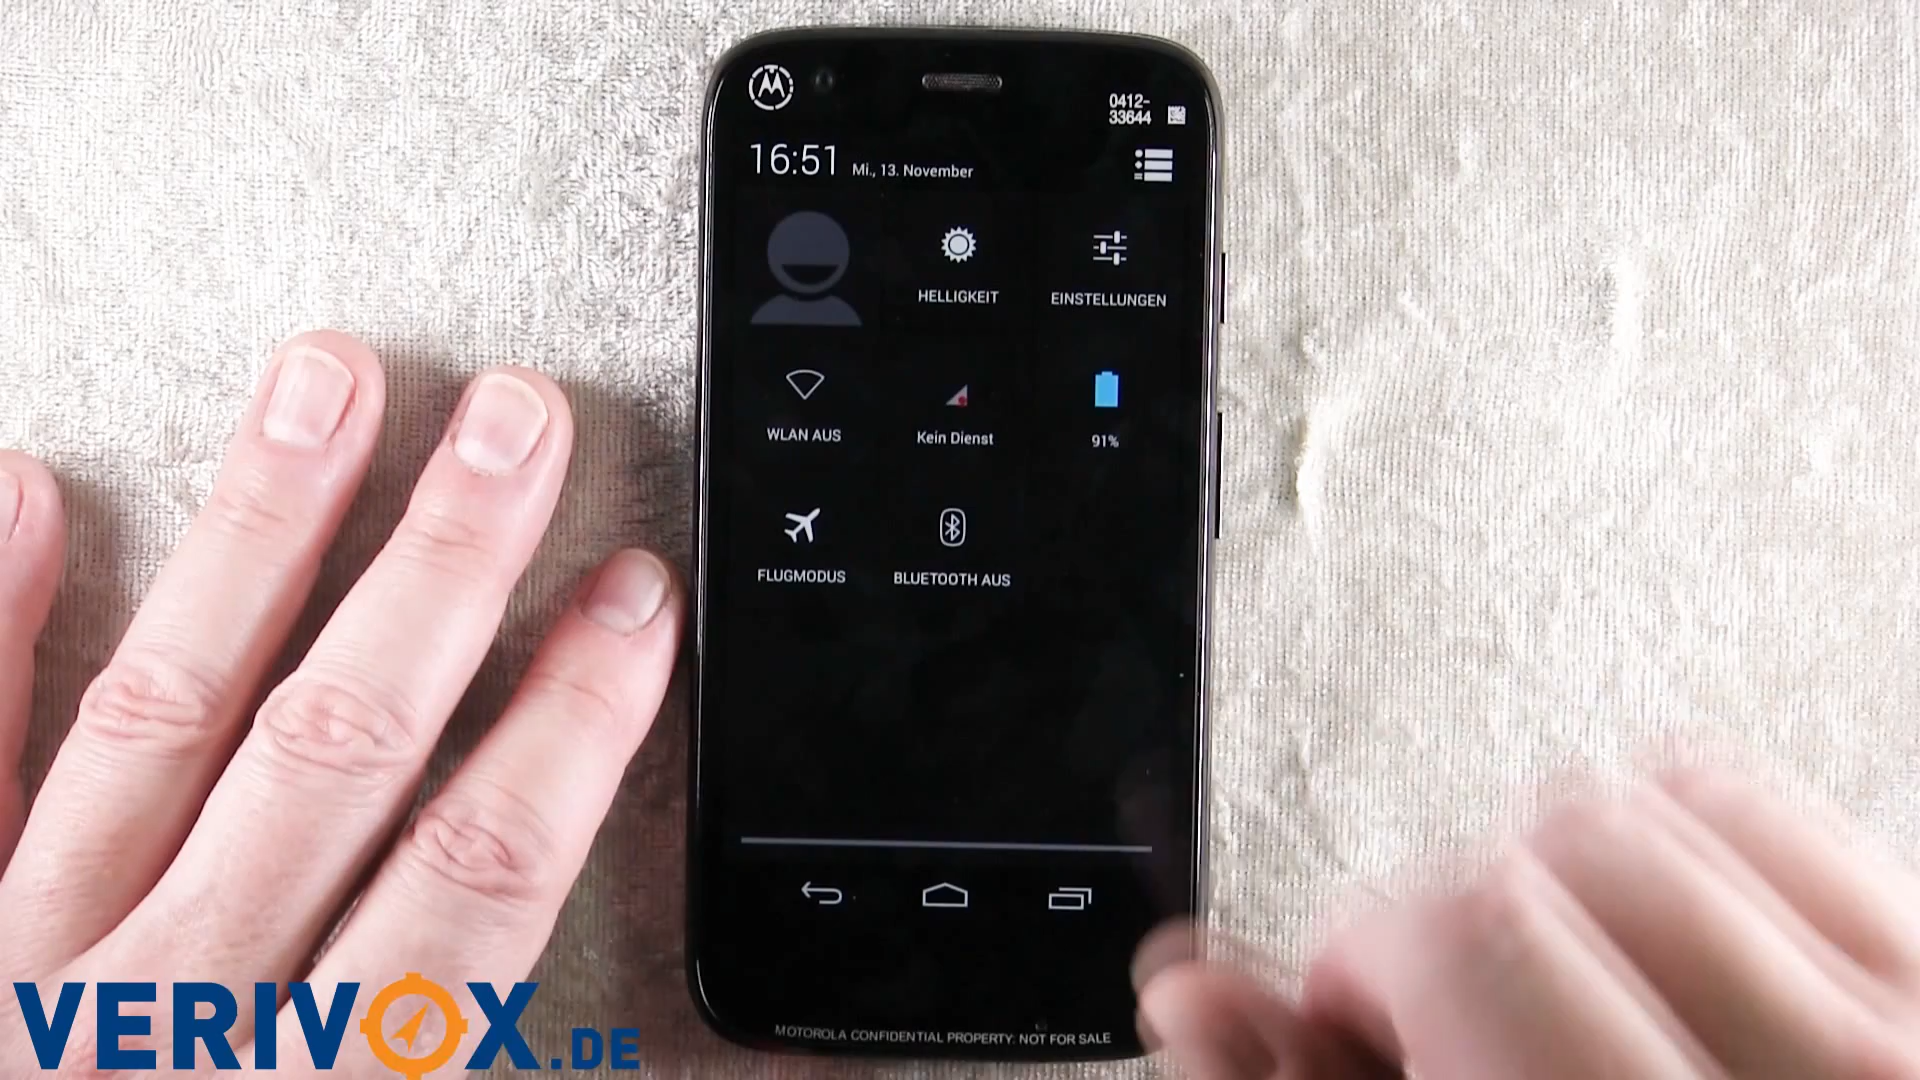 0412-
33644
16:51 Mi., 13. November
HELLIGKEIT
EINSTELLUNGEN
WLAN AUS
Kein Dienst
91%
FLUGMODUS
BLUETOOTH AUS
MOTOROLA CONFIDENTIAL PROPERTY: NOT FOR SALE
VERIVOX.DE